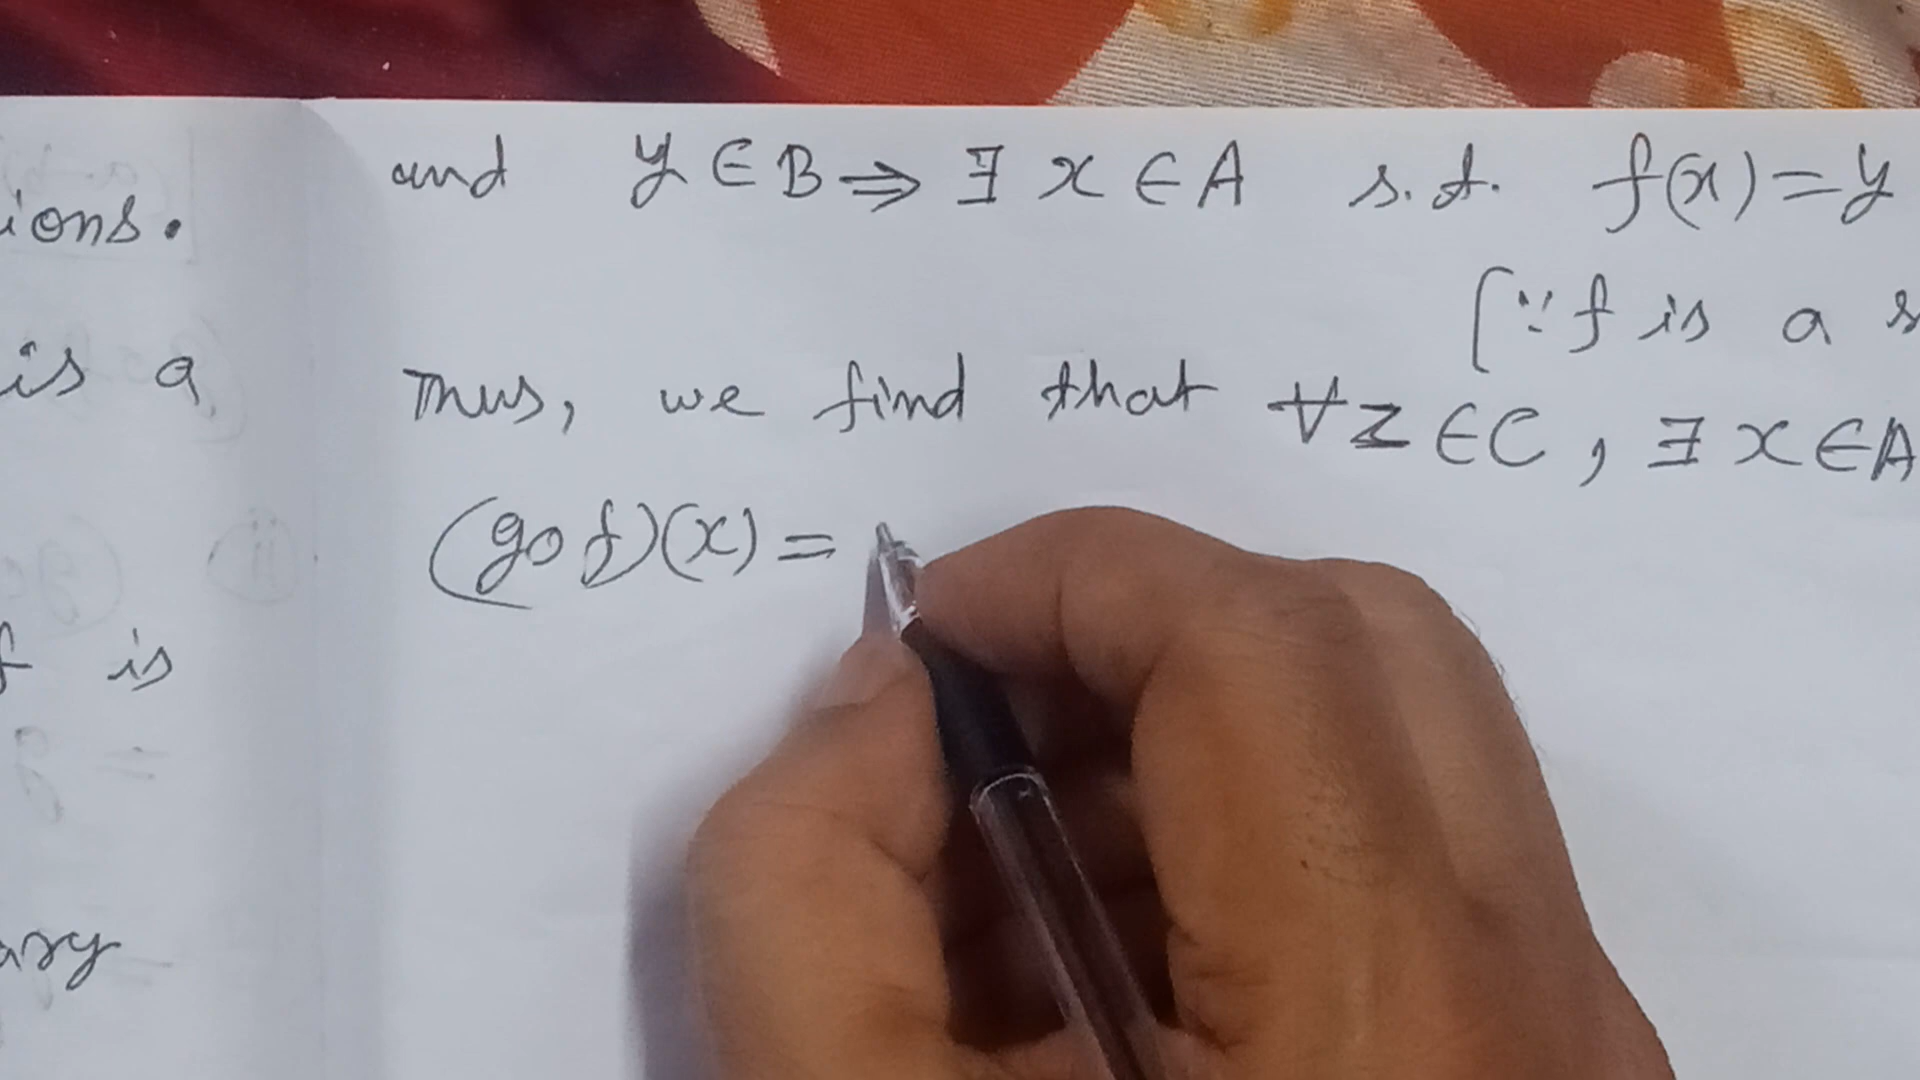 and y ∈ B ⇒ ∃ x ∈ A s.t. f(x) = y
ions.
[∵ f is a s
is a
Thus, we find that ∀ z ∈ C, ∃ x ∈ A
(gof)(x) =
f is
ary